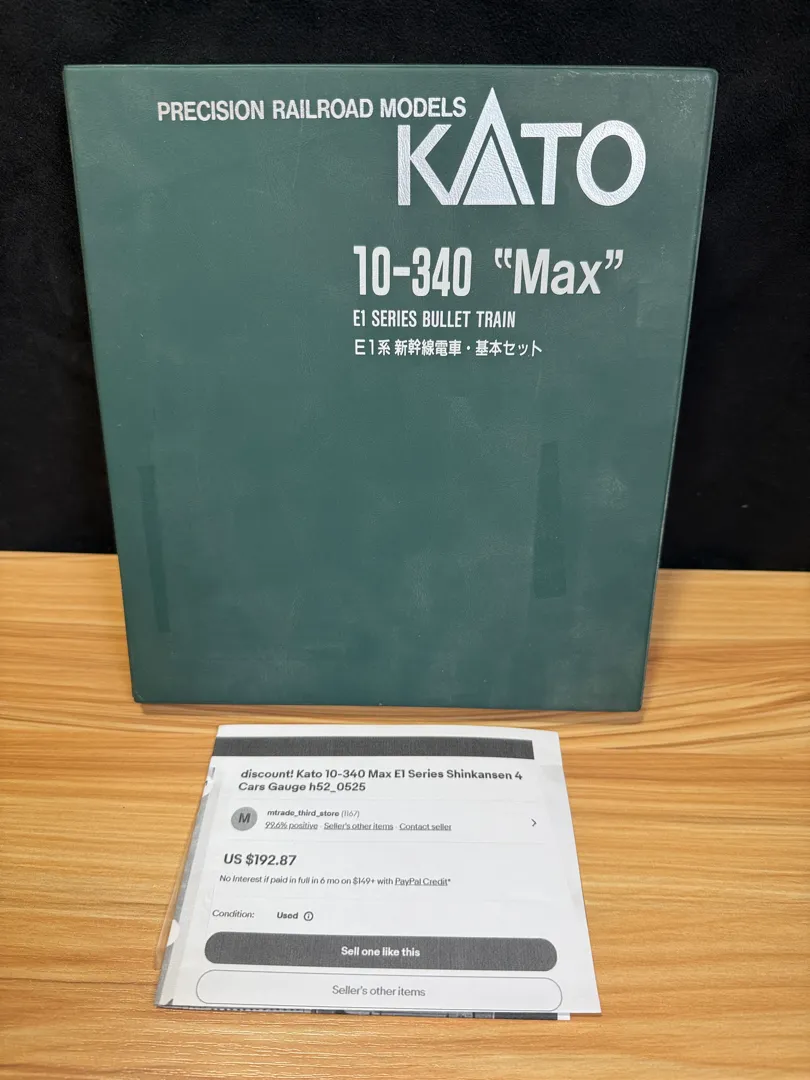 PRECISION RAILROAD MODELS
KATO
10-340 “Max”
E1 SERIES BULLET TRAIN
E1系 新幹線電車・基本セット
discount! Kato 10-340 Max E1 Series Shinkansen 4
Cars Gauge h52_0525
M
mtrade_third_store (1167)
99.6% positive · Seller's other items · Contact seller
US $192.87
No Interest if paid in full in 6 mo on $149+ with PayPal Credit*
Condition: Used
Sell one like this
Seller's other items